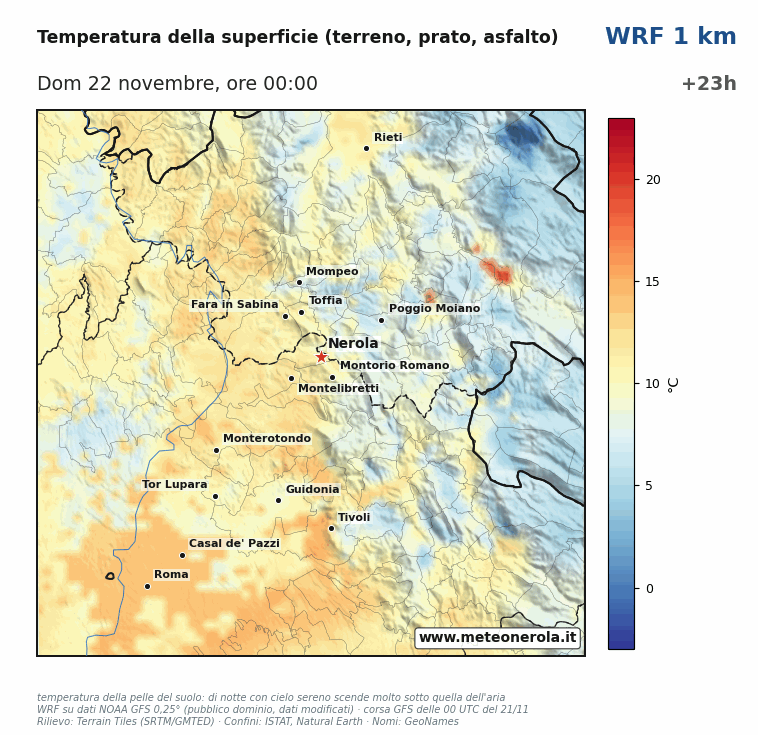 Temperatura della superficie (terreno, prato, asfalto)
WRF 1 km
Dom 22 novembre, ore 00:00
+23h
Rieti
Mompeo
Fara in Sabina
Toffia
Poggio Moiano
Nerola
Montorio Romano
Montelibretti
Monterotondo
Tor Lupara
Guidonia
Tivoli
Casal de' Pazzi
Roma
www.meteonerola.it
20
15
10
5
0
°C
temperatura della pelle del suolo: di notte con cielo sereno scende molto sotto quella dell'aria
WRF su dati NOAA GFS 0,25° (pubblico dominio, dati modificati) · corsa GFS delle 00 UTC del 21/11
Rilievo: Terrain Tiles (SRTM/GMTED) · Confini: ISTAT, Natural Earth · Nomi: GeoNames